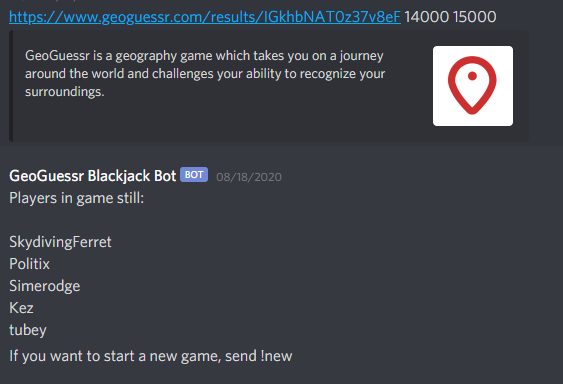 https://www.geoguessr.com/results/IGkhbNAT0z37v8eF 14000 15000
GeoGuessr is a geography game which takes you on a journey
around the world and challenges your ability to recognize your
surroundings.
GeoGuessr Blackjack Bot BOT 08/18/2020
Players in game still:
SkydivingFerret
Politix
Simerodge
Kez
tubey
If you want to start a new game, send !new